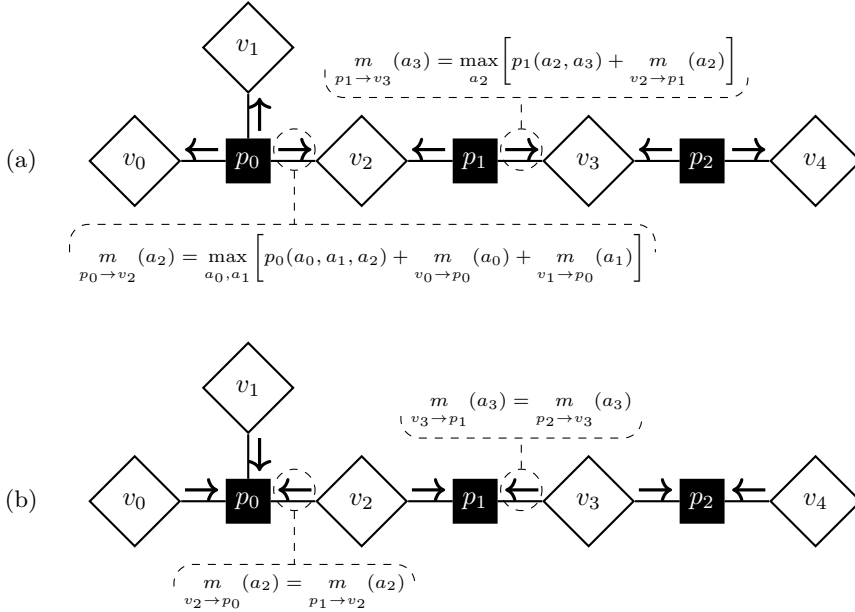 v₁
m_{p₁→v₃}(a₃) = max_{a₂} [p₁(a₂, a₃) + m_{v₂→p₁}(a₂)]
(a) v₀ p₀ v₂ p₁ v₃ p₂ v₄
m_{p₀→v₂}(a₂) = max_{a₀,a₁} [p₀(a₀, a₁, a₂) + m_{v₀→p₀}(a₀) + m_{v₁→p₀}(a₁)]
v₁
m_{v₃→p₁}(a₃) = m_{p₂→v₃}(a₃)
(b) v₀ p₀ v₂ p₁ v₃ p₂ v₄
m_{v₂→p₀}(a₂) = m_{p₁→v₂}(a₂)